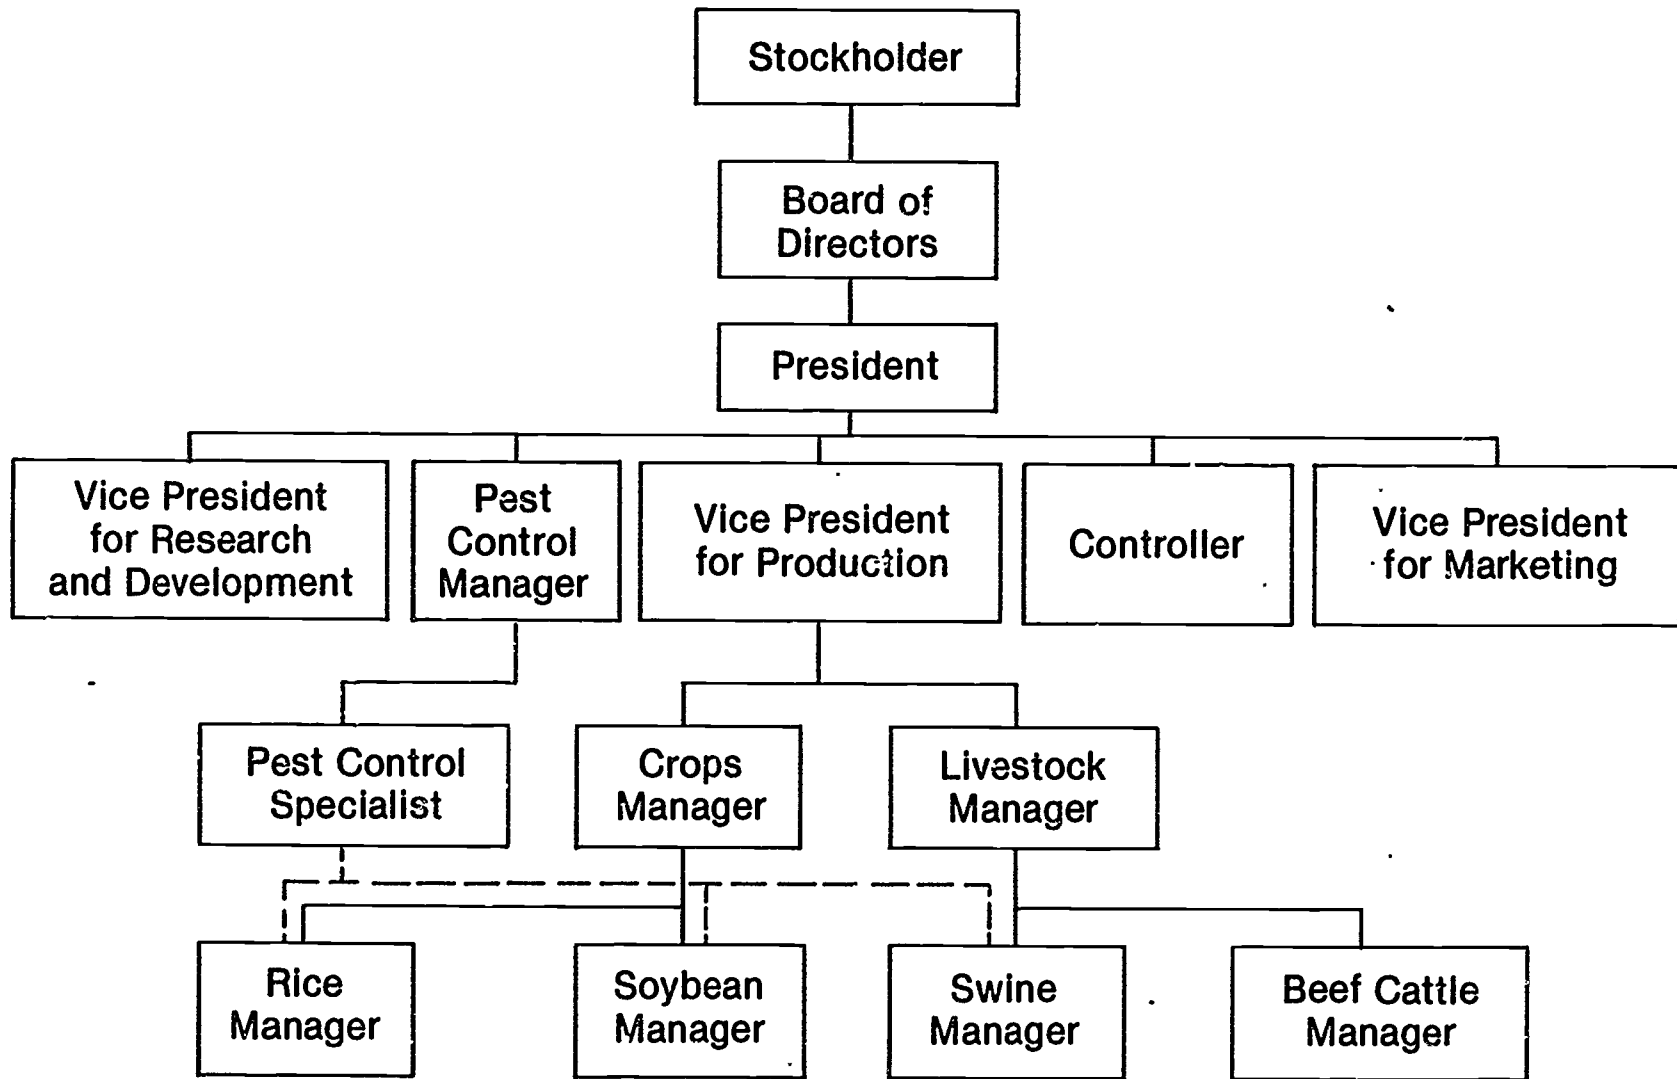 Stockholder
Board of
Directors
President
Vice President
for Research
and Development
Pest
Control
Manager
Vice President
for Production
Controller
Vice President
for Marketing
Pest Control
Specialist
Crops
Manager
Livestock
Manager
Rice
Manager
Soybean
Manager
Swine
Manager
Beef Cattle
Manager